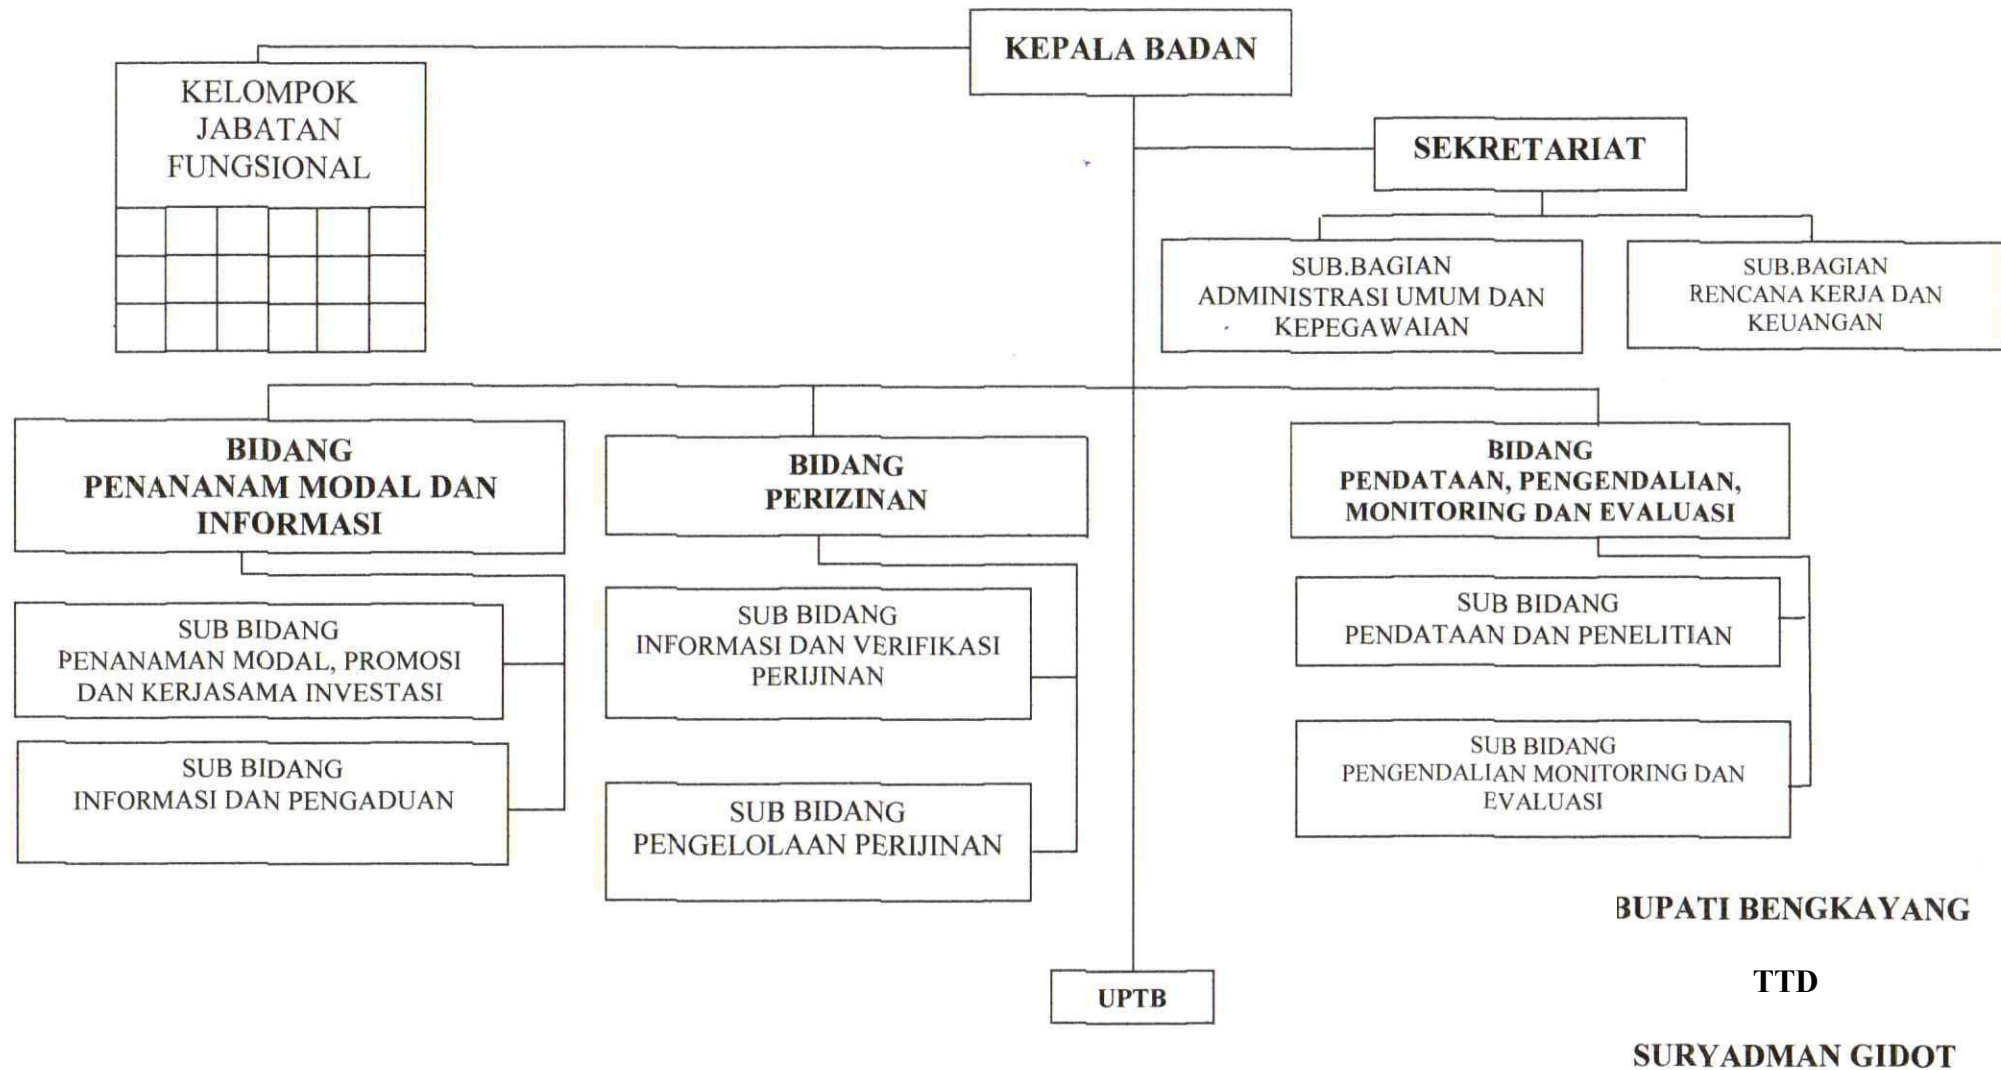 KEPALA BADAN
KELOMPOK
JABATAN
FUNGSIONAL
SEKRETARIAT
SUB.BAGIAN
ADMINISTRASI UMUM DAN
KEPEGAWAIAN
SUB.BAGIAN
RENCANA KERJA DAN
KEUANGAN
BIDANG
PENANANAM MODAL DAN
INFORMASI
BIDANG
PERIZINAN
BIDANG
PENDATAAN, PENGENDALIAN,
MONITORING DAN EVALUASI
SUB BIDANG
PENANAMAN MODAL, PROMOSI
DAN KERJASAMA INVESTASI
SUB BIDANG
INFORMASI DAN PENGADUAN
SUB BIDANG
INFORMASI DAN VERIFIKASI
PERIJINAN
SUB BIDANG
PENGELOLAAN PERIJINAN
SUB BIDANG
PENDATAAN DAN PENELITIAN
SUB BIDANG
PENGENDALIAN MONITORING DAN
EVALUASI
UPTB
BUPATI BENGKAYANG
TTD
SURYADMAN GIDOT